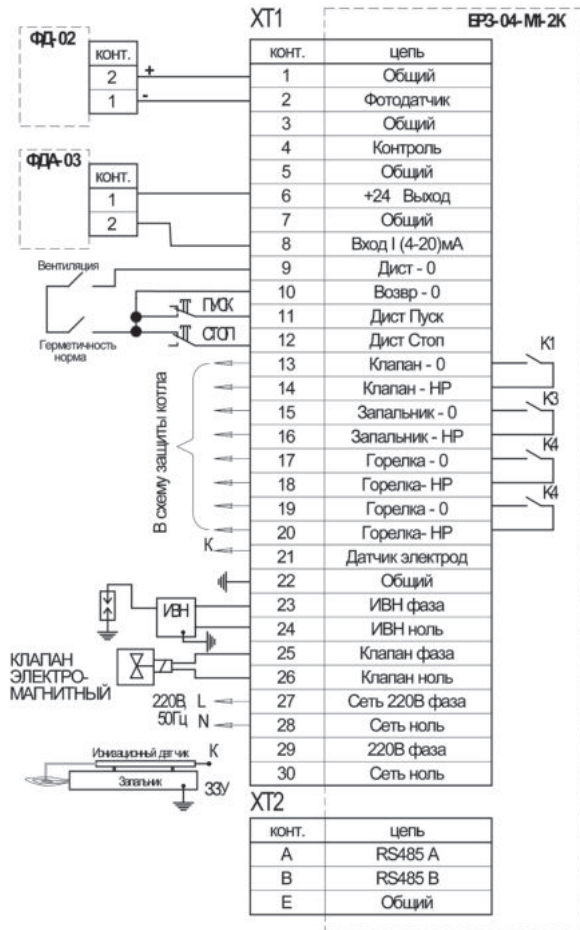 XT1 БРЗ-04-М1-2К
ФД-02
конт.
2 +
1 -
ФДА-03
конт.
1
2
Вентиляция
Герметичность
норма
ПУСК
СТОП
В схему защиты котла
К
ИВН
КЛАПАН
ЭЛЕКТРО-
МАГНИТНЫЙ
220В, L
50Гц N
Ионизационный датчик К
Запальник ЗЗУ
конт. цепь
1 Общий
2 Фотодатчик
3 Общий
4 Контроль
5 Общий
6 +24 Выход
7 Общий
8 Вход I (4-20)мА
9 Дист - 0
10 Возвр - 0
11 Дист Пуск
12 Дист Стоп
13 Клапан - 0
14 Клапан - НР
15 Запальник - 0
16 Запальник - НР
17 Горелка - 0
18 Горелка- НР
19 Горелка - 0
20 Горелка- НР
21 Датчик электрод
22 Общий
23 ИВН фаза
24 ИВН ноль
25 Клапан фаза
26 Клапан ноль
27 Сеть 220В фаза
28 Сеть ноль
29 220В фаза
30 Сеть ноль
К1
К3
К4
К4
XT2
конт. цепь
A RS485 A
B RS485 B
E Общий